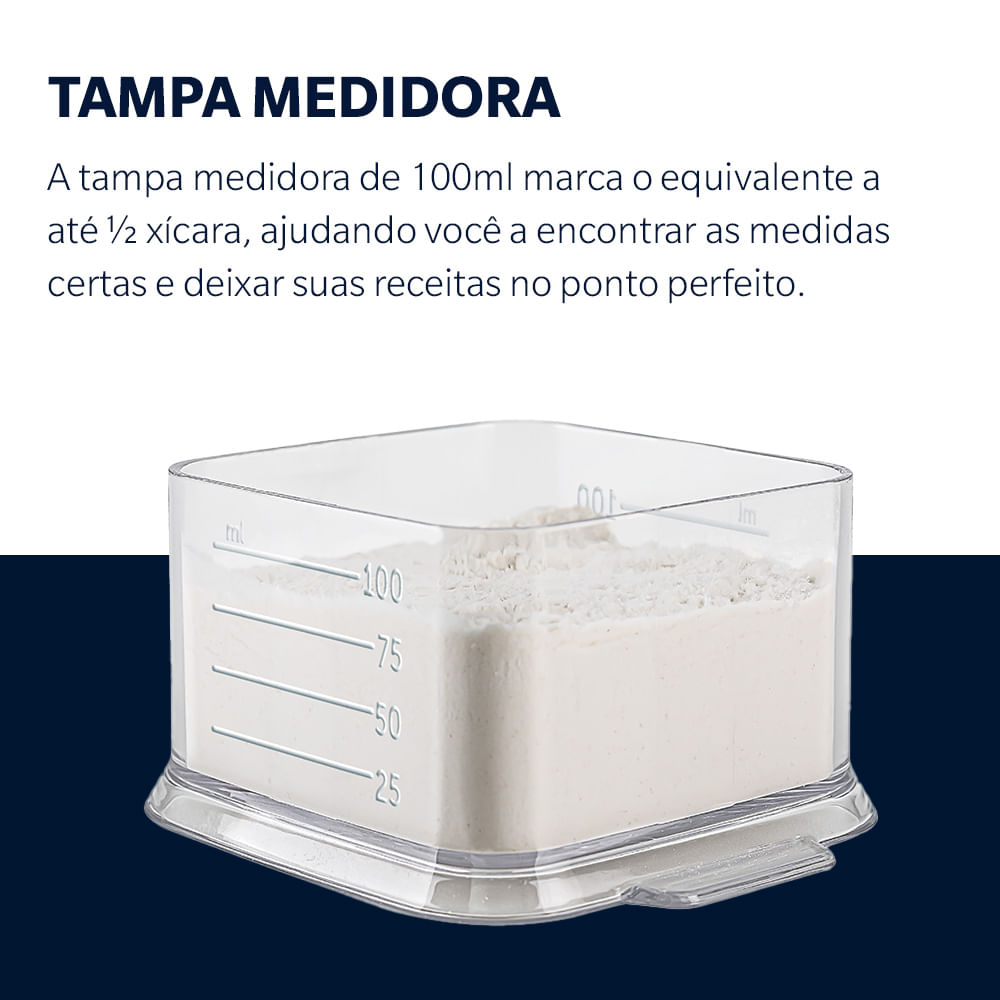 TAMPA MEDIDORA
A tampa medidora de 100ml marca o equivalente a
até ½ xícara, ajudando você a encontrar as medidas
certas e deixar suas receitas no ponto perfeito.
ml
100
75
50
25
100
ml